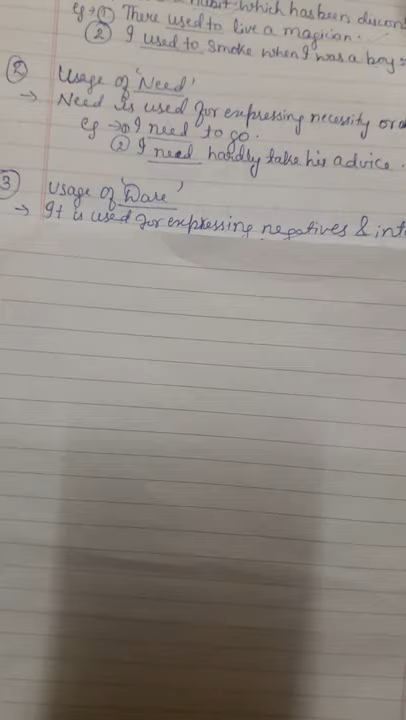 habit which has been discon
Eg → ① There used to live a magician.
② I used to smoke when I was a boy
② Usage of 'Need'
→ Need is used for expressing necessity or
Eg → ① I need to go.
② I need hardly take his advice.
③ Usage of 'Dare'
→ It is used for expressing negatives & int